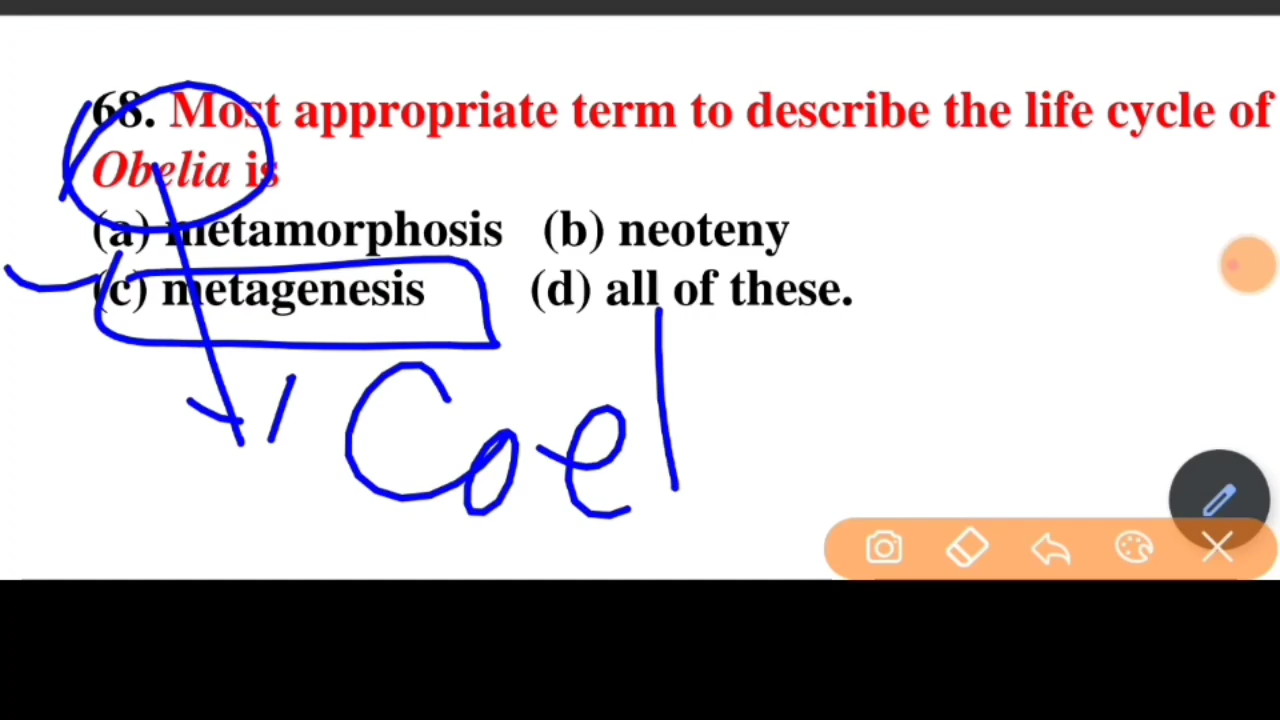 68. Most appropriate term to describe the life cycle of
Obelia is
(a) metamorphosis (b) neoteny
(c) metagenesis (d) all of these.
Coel